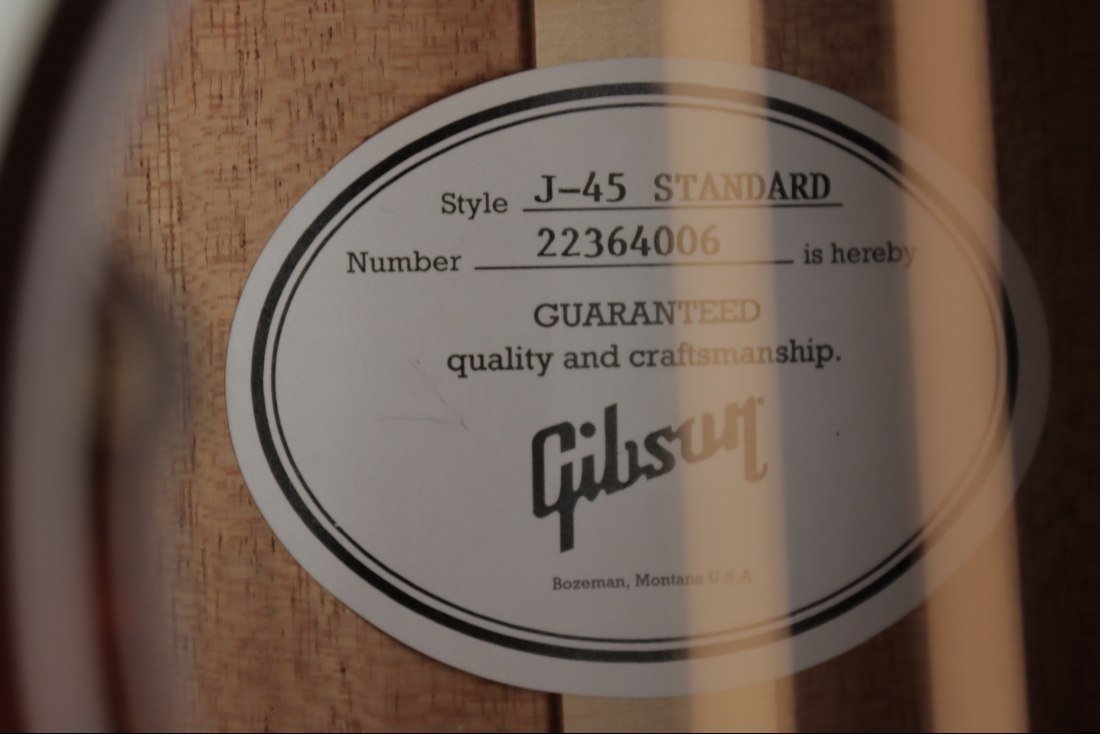 Style J-45 STANDARD
Number 22364006 is hereby
GUARANTEED
quality and craftsmanship.
Gibson
Bozeman, Montana U.S.A.